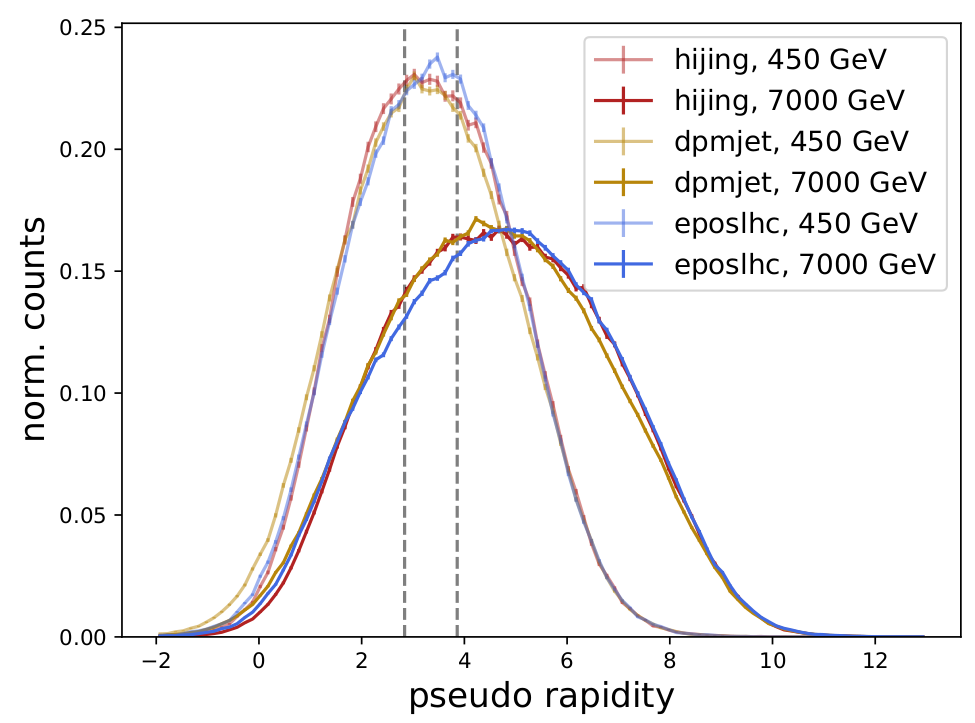 0.25
0.20
0.15
0.10
0.05
0.00
norm. counts
hijing, 450 GeV
hijing, 7000 GeV
dpmjet, 450 GeV
dpmjet, 7000 GeV
eposlhc, 450 GeV
eposlhc, 7000 GeV
−2 0 2 4 6 8 10 12
pseudo rapidity